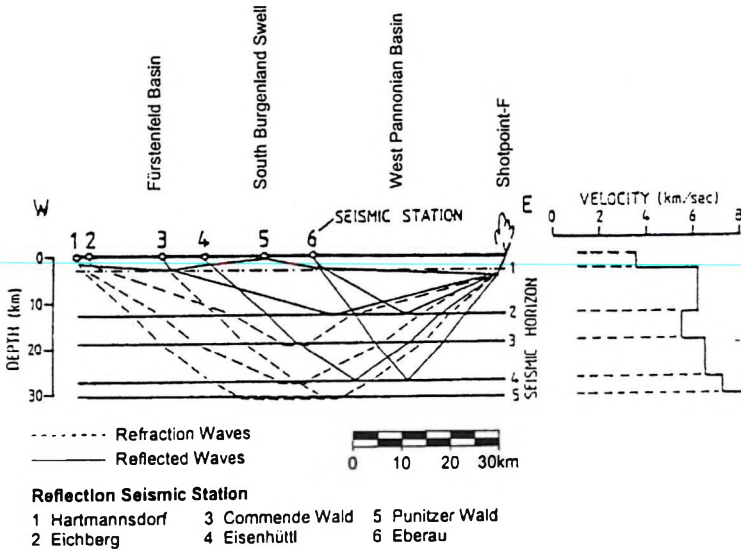 Fürstenfeld Basin
South Burgenland Swell
West Pannonian Basin
Shotpoint-F
W
E
VELOCITY (km/sec)
0 2 4 6 8
SEISMIC STATION
1 2 3 4 5 6
DEPTH (km)
0
10
20
30
1
2
3
4
5
SEISMIC HORIZON
Refraction Waves
Reflected Waves
0 10 20 30km
Reflection Seismic Station
1 Hartmannsdorf 3 Commende Wald 5 Punitzer Wald
2 Eichberg 4 Eisenhüttl 6 Eberau